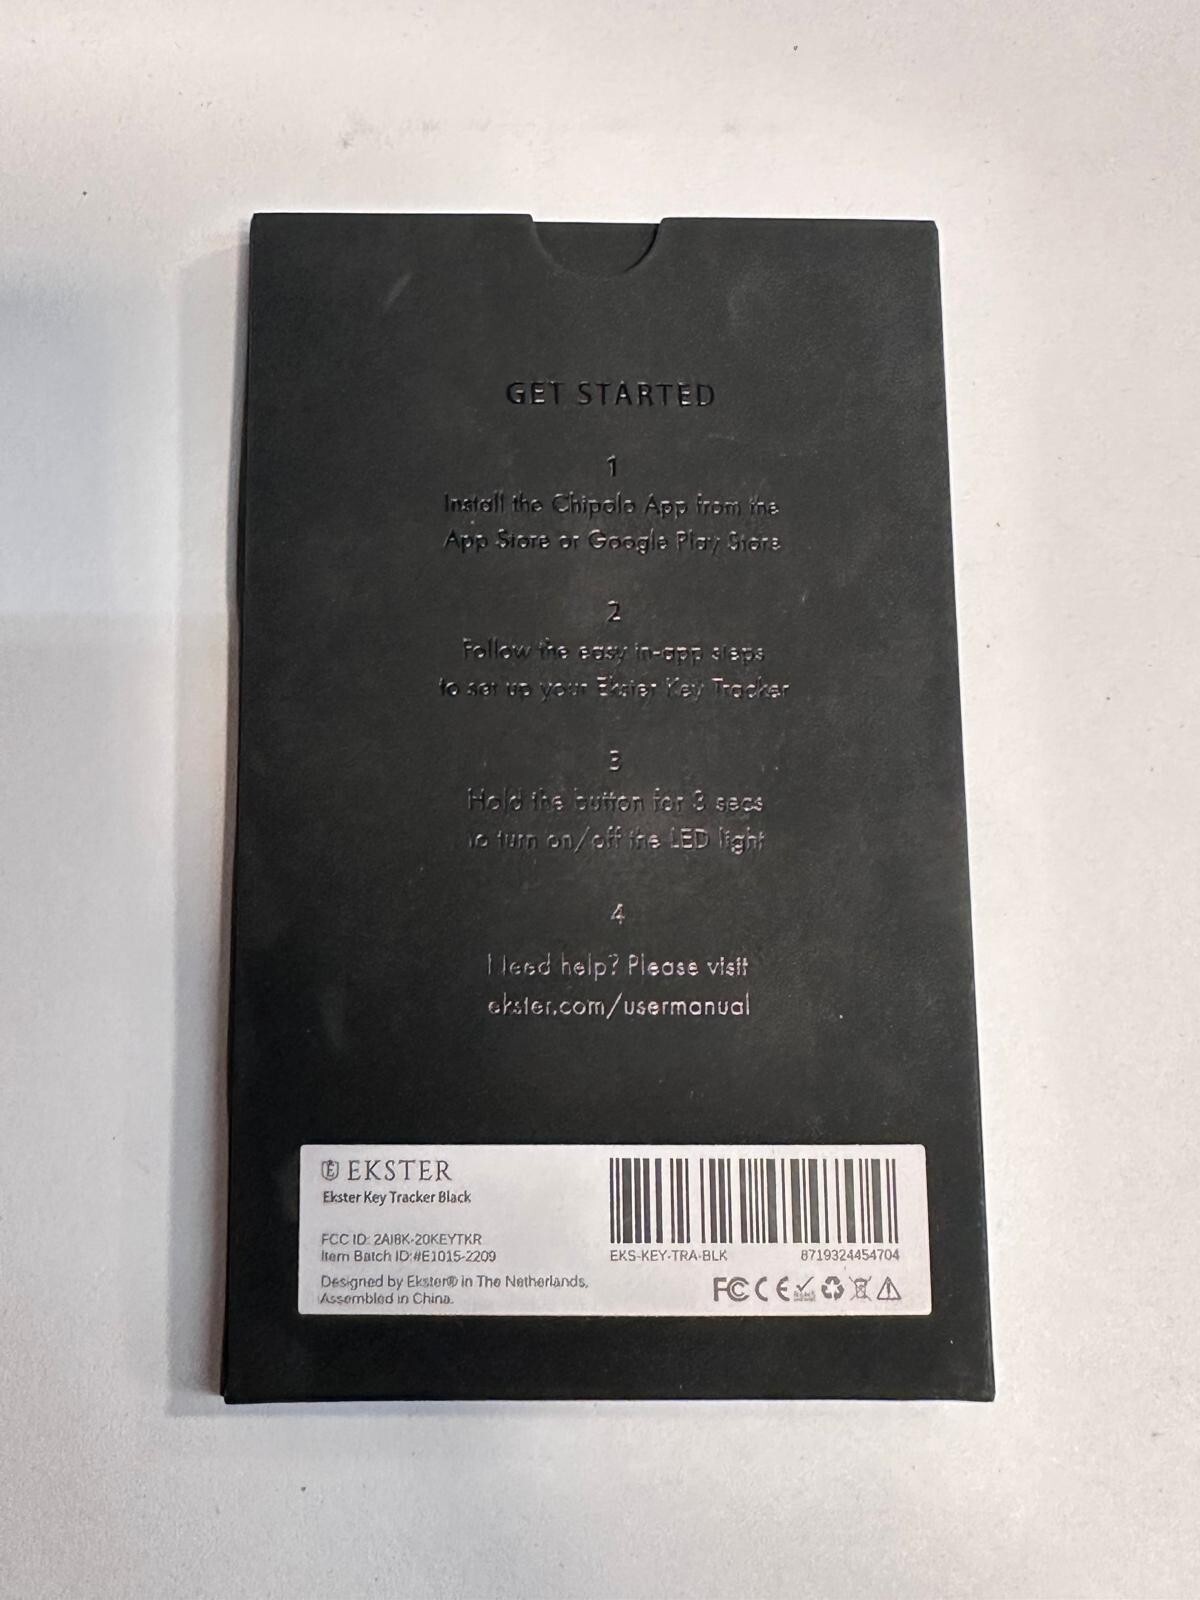 GET STARTED
1
Install the Chipolo App from the
App Store or Google Play Store
2
Follow the easy in-app steps
to set up your Ekster Key Tracker
3
Hold the button for 3 secs
to turn on/off the LED light
4
Need help? Please visit
ekster.com/usermanual
EKSTER
Ekster Key Tracker Black
FCC ID: 2AI8K-20KEYTKR
Item Batch ID:#E1015-2209
Designed by Ekster® in The Netherlands,
Assembled in China.
EKS-KEY-TRA-BLK 8719324454704
FC CE